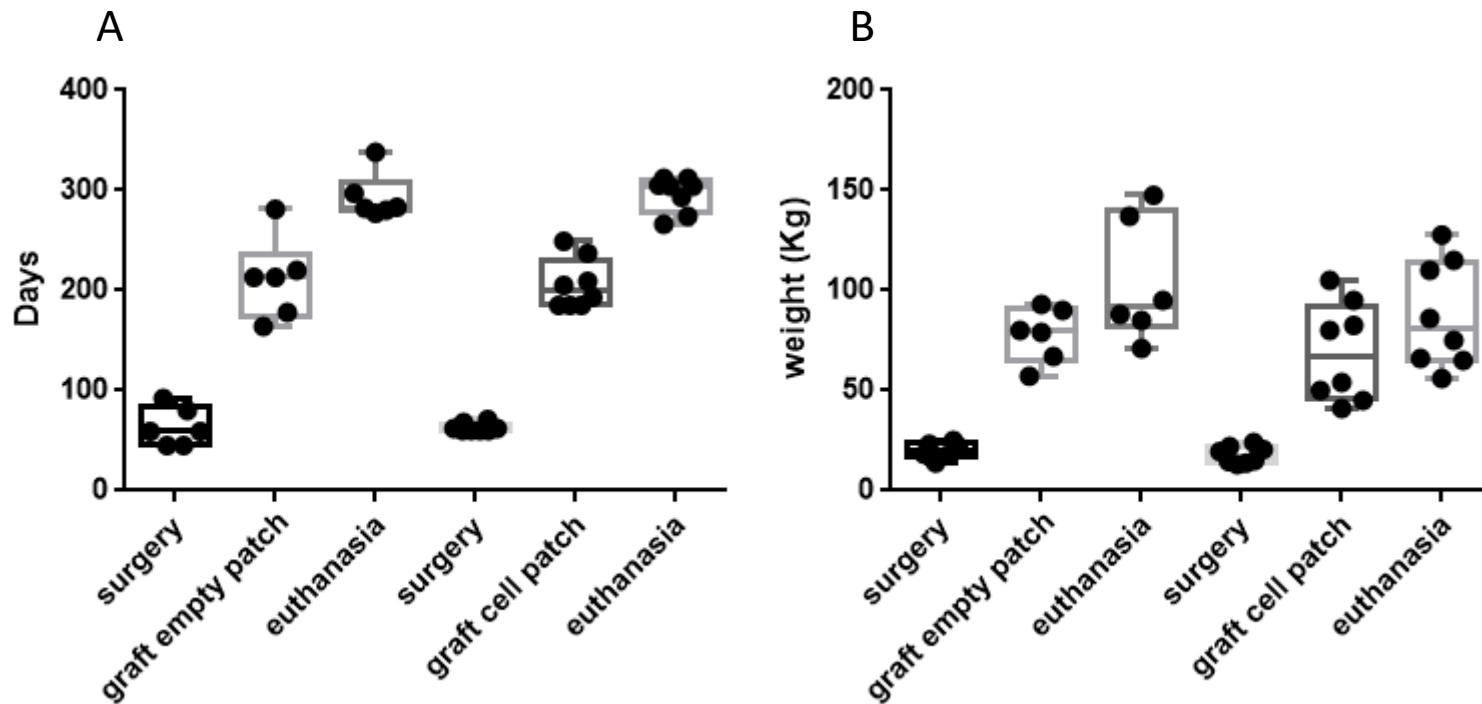 A
400
300
200
100
0
Days
surgery
graft empty patch
euthanasia
surgery
graft cell patch
euthanasia
B
200
150
100
50
0
weight (Kg)
surgery
graft empty patch
euthanasia
surgery
graft cell patch
euthanasia